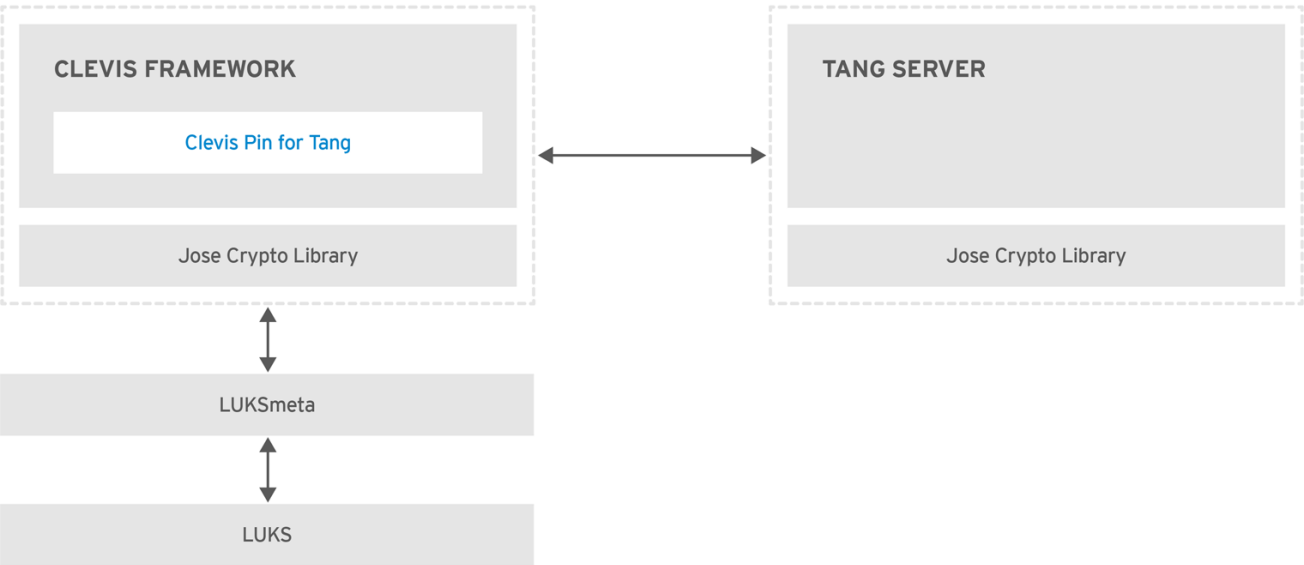 CLEVIS FRAMEWORK
Clevis Pin for Tang
Jose Crypto Library
TANG SERVER
Jose Crypto Library
LUKSmeta
LUKS